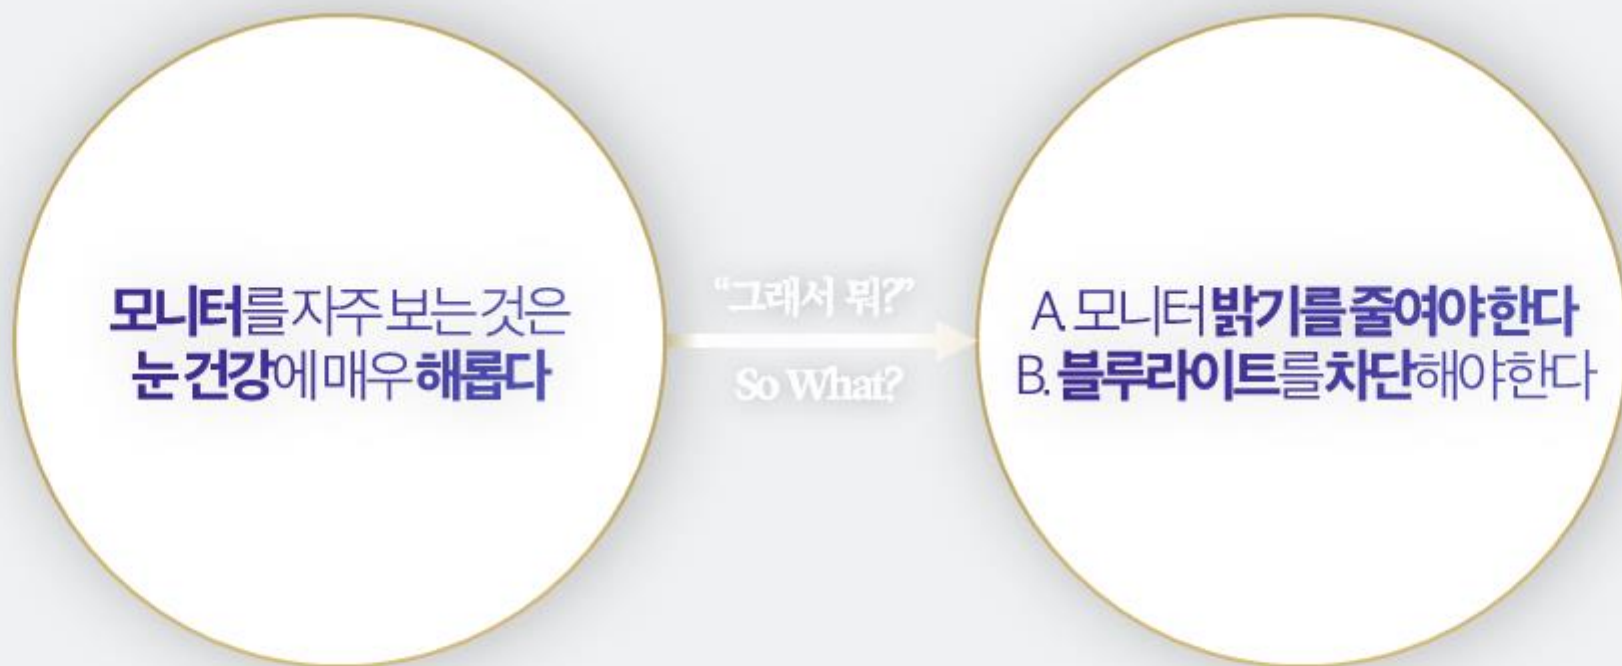 모니터를 자주 보는 것은
눈 건강에 매우 해롭다
“그래서 뭐?”
So What?
A. 모니터 밝기를 줄여야 한다
B. 블루라이트를 차단해야 한다